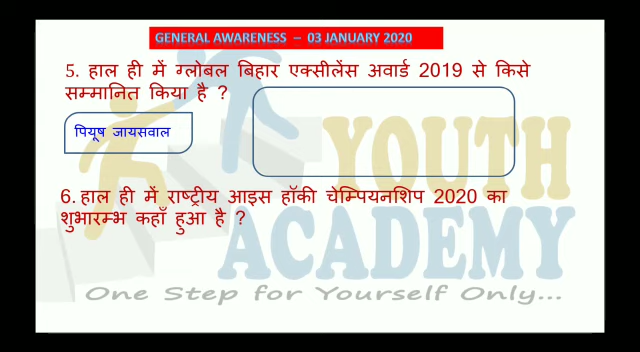 GENERAL AWARENESS – 03 JANUARY 2020
5. हाल ही में ग्लोबल बिहार एक्सीलेंस अवार्ड 2019 से किसे
सम्मानित किया है ?
पियूष जायसवाल
YOUTH
6. हाल ही में राष्ट्रीय आइस हॉकी चेम्पियनशिप 2020 का
शुभारम्भ कहाँ हुआ है ?
ACADEMY
One Step for Yourself Only...